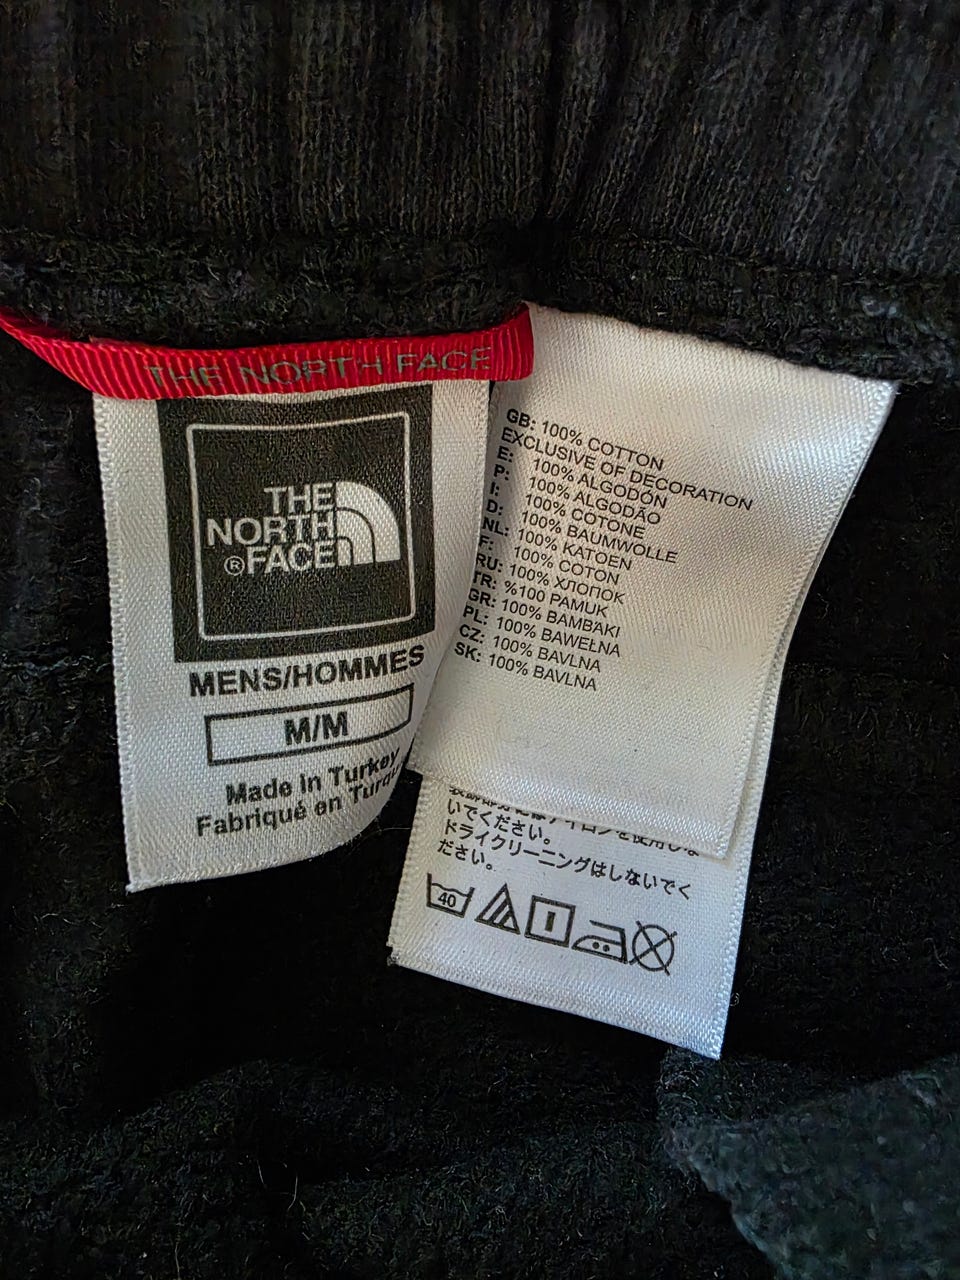 THE NORTH FACE
THE
NORTH
®FACE
MENS/HOMMES
M/M
Made in Turkey
Fabriqué en
GB: 100% COTTON
EXCLUSIVE OF DECORATION
E: 100% ALGODÓN
P: 100% ALGODÃO
I: 100% COTONE
D: 100% BAUMWOLLE
NL: 100% KATOEN
F: 100% COTON
RU: 100% ХЛОПОК
TR: %100 PAMUK
GR: 100% BAMBAKI
PL: 100% BAWEŁNA
CZ: 100% BAVLNA
SK: 100% BAVLNA
いでください。
ドライクリーニングはしないでく
ださい。
40